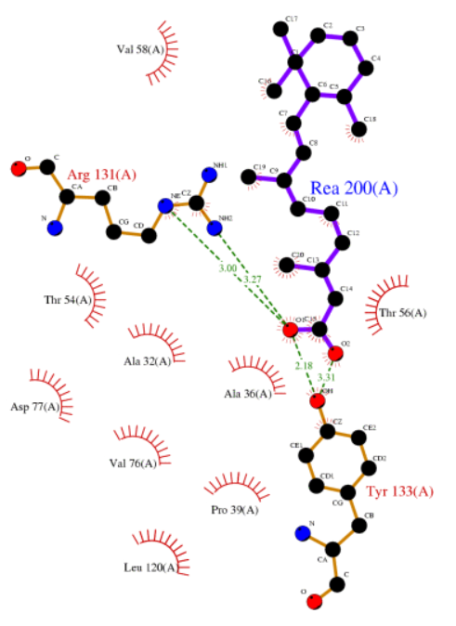 C17
C2
C3
Val 58(A)
C4
C16
C6
C5
C7
C18
C8
O
C
Arg 131(A)
NH1
C19
C9
CA
CB
NE
CZ
Rea 200(A)
C10
C11
N
NH2
CG
CD
C12
C20
C13
3.00
3.27
Thr 54(A)
C14
Thr 56(A)
O1
C15
Ala 32(A)
O2
2.18
3.31
Ala 36(A)
OH
Asp 77(A)
CZ
CE2
CE1
Val 76(A)
CD2
CD1
CG
Tyr 133(A)
Pro 39(A)
CB
N
CA
Leu 120(A)
C
O